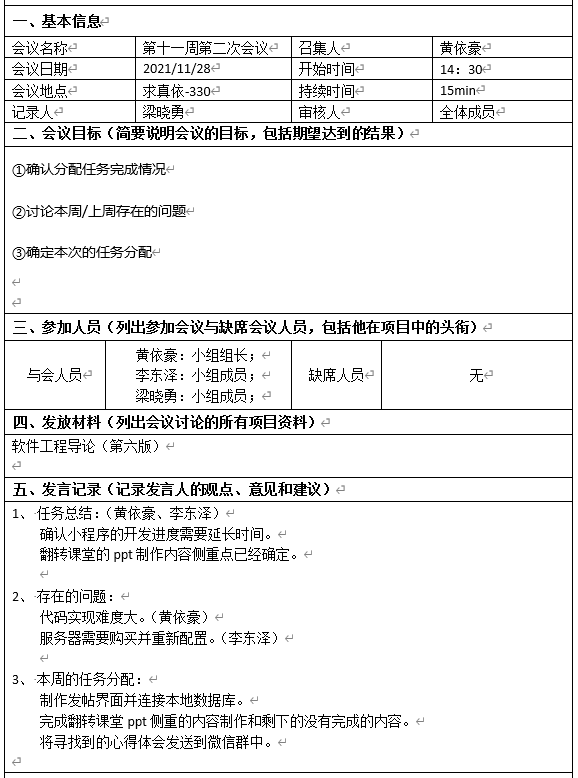 一、基本信息
会议名称 第十一周第二次会议 召集人 黄依豪
会议日期 2021/11/28 开始时间 14：30
会议地点 求真依-330 持续时间 15min
记录人 梁晓勇 审核人 全体成员
二、会议目标（简要说明会议的目标，包括期望达到的结果）
①确认分配任务完成情况
②讨论本周/上周存在的问题
③确定本次的任务分配
三、参加人员（列出参加会议与缺席会议人员，包括他在项目中的头衔）
黄依豪：小组组长；
与会人员 李东泽：小组成员； 缺席人员 无
梁晓勇：小组成员；
四、发放材料（列出会议讨论的所有项目资料）
软件工程导论（第六版）
五、发言记录（记录发言人的观点、意见和建议）
1、任务总结：（黄依豪、李东泽）
确认小程序的开发进度需要延长时间。
翻转课堂的 ppt 制作内容侧重点已经确定。
2、存在的问题：
代码实现难度大。（黄依豪）
服务器需要购买并重新配置。（李东泽）
3、本周的任务分配：
制作发帖界面并连接本地数据库。
完成翻转课堂 ppt 侧重的内容制作和剩下的没有完成的内容。
将寻找到的心得体会发送到微信群中。